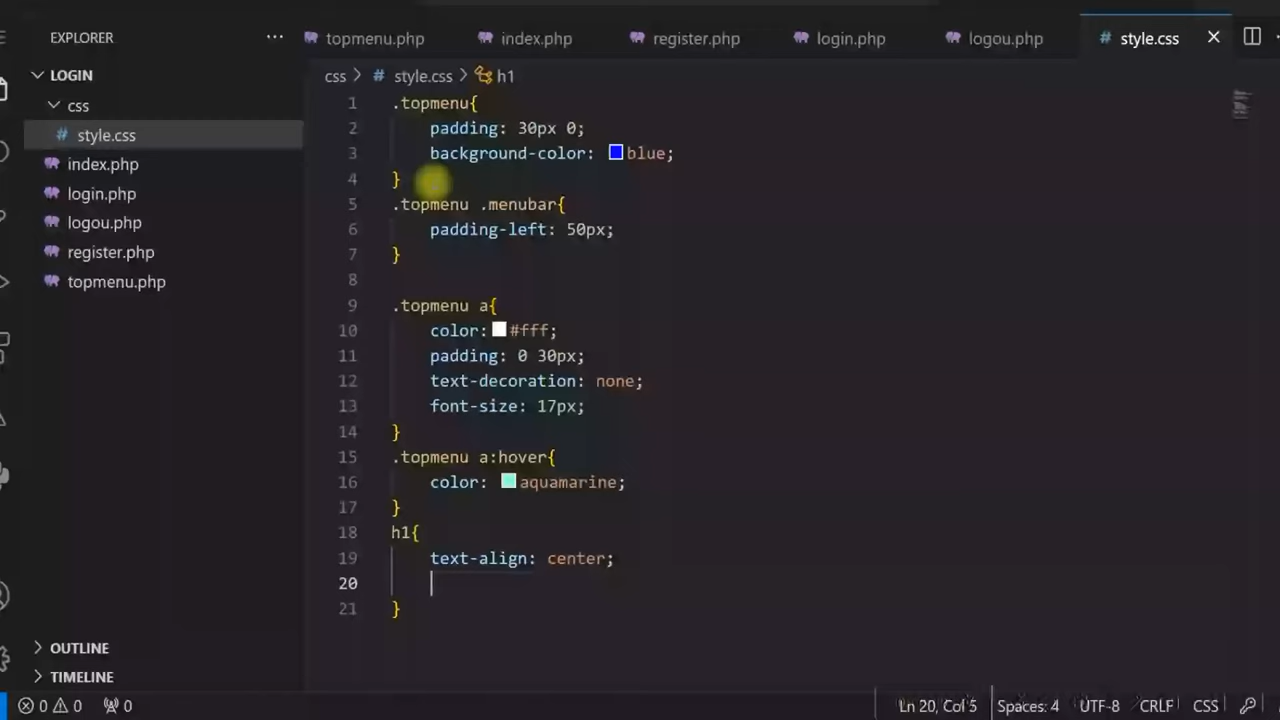 EXPLORER
topmenu.php
index.php
register.php
login.php
logou.php
# style.css
LOGIN
css
# style.css
index.php
login.php
logou.php
register.php
topmenu.php
OUTLINE
TIMELINE
css > # style.css > h1
1 .topmenu{
2 padding: 30px 0;
3 background-color: blue;
4 }
5 .topmenu .menubar{
6 padding-left: 50px;
7 }
8
9 .topmenu a{
10 color: #fff;
11 padding: 0 30px;
12 text-decoration: none;
13 font-size: 17px;
14 }
15 .topmenu a:hover{
16 color: aquamarine;
17 }
18 h1{
19 text-align: center;
20
21 }
0 0 0
Ln 20, Col 5
Spaces: 4
UTF-8
CRLF
CSS